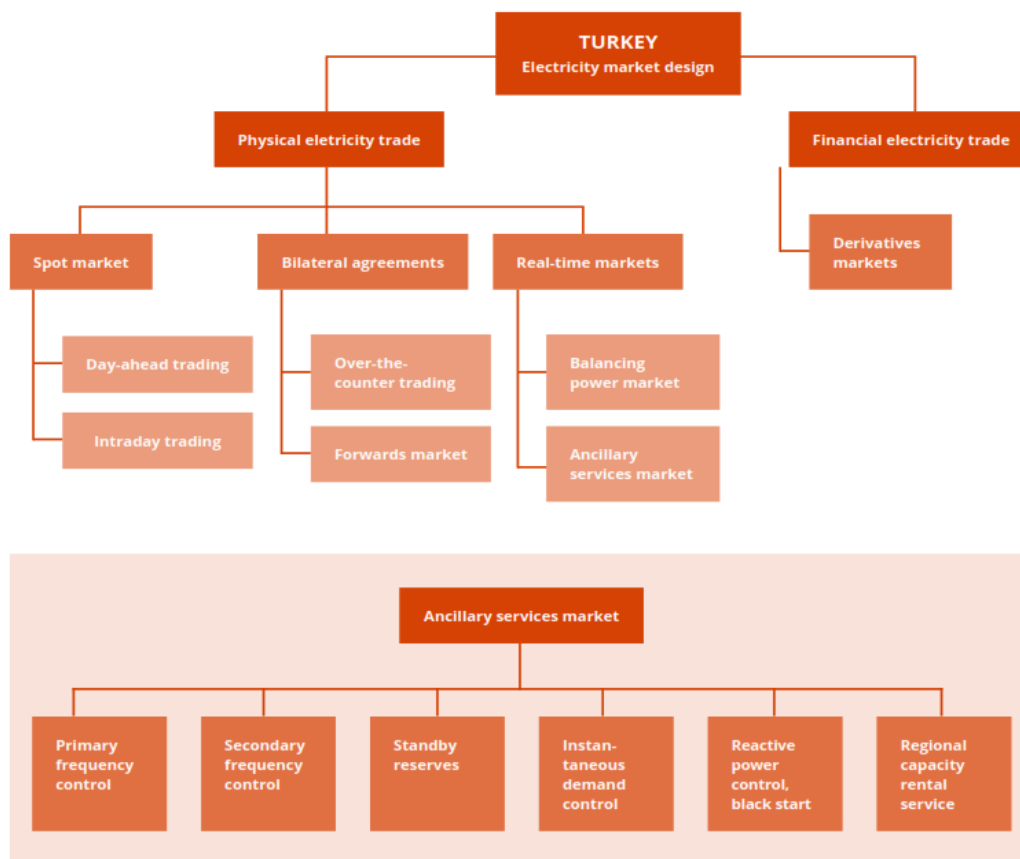 TURKEY
Electricity market design
Physical eletricity trade
Financial electricity trade
Spot market
Bilateral agreements
Real-time markets
Derivatives
markets
Day-ahead trading
Intraday trading
Over-the-
counter trading
Forwards market
Balancing
power market
Ancillary
services market
Ancillary services market
Primary
frequency
control
Secondary
frequency
control
Standby
reserves
Instan-
taneous
demand
control
Reactive
power
control,
black start
Regional
capacity
rental
service